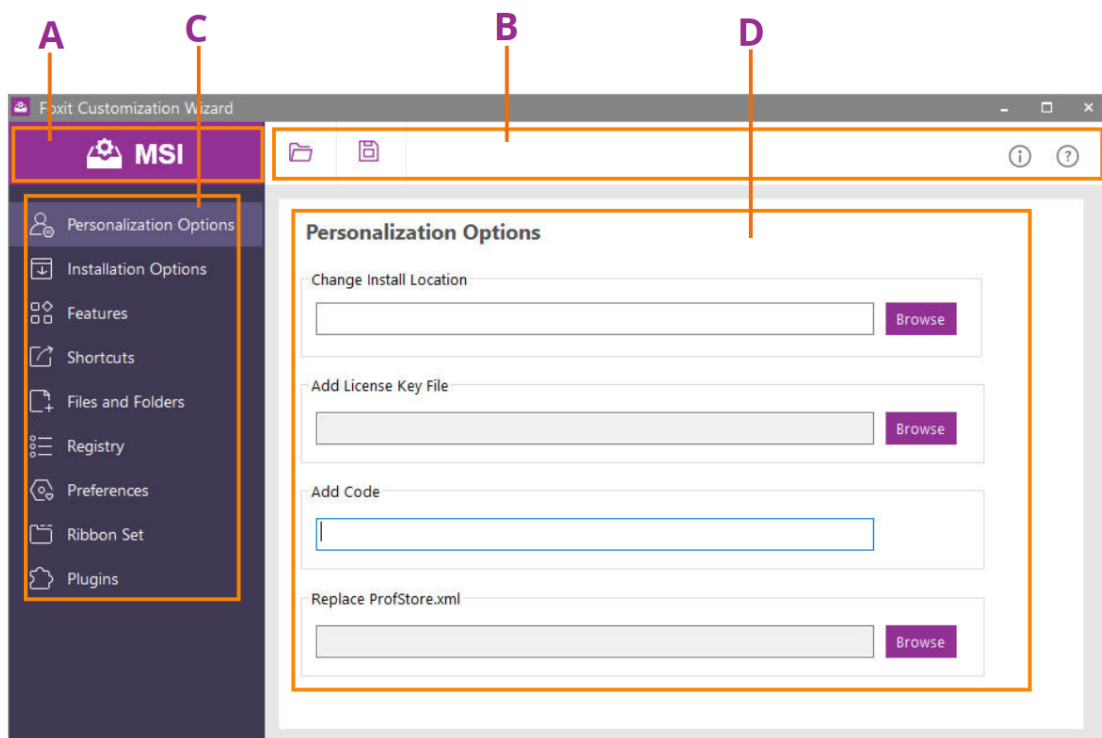 A
C
B
D
Foxit Customization Wizard
MSI
Personalization Options
Installation Options
Features
Shortcuts
Files and Folders
Registry
Preferences
Ribbon Set
Plugins
Personalization Options
Change Install Location
Browse
Add License Key File
Browse
Add Code
Replace ProfStore.xml
Browse